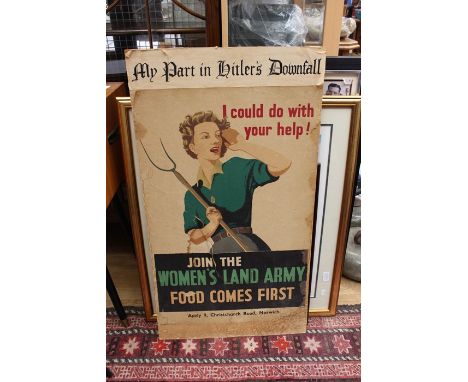 My Part in Hitler's Downfall
I could do with
your help!
JOIN THE
WOMEN'S LAND ARMY
FOOD COMES FIRST
Apply 9, Christchurch Road, Norwich